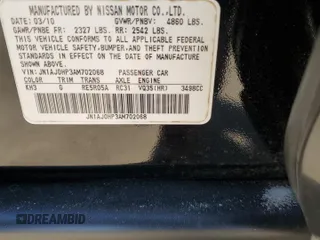 MANUFACTURED BY NISSAN MOTOR CO.,LTD.
DATE: 03/10 GVWR/PNBV: 4860 LBS.
GAWR/PNBE FR: 2327 LBS. RR: 2542 LBS.
THIS VEHICLE CONFORMS TO ALL APPLICABLE FEDERAL
MOTOR VEHICLE SAFETY, BUMPER, AND THEFT PREVENTION
STANDARDS IN EFFECT ON THE DATE OF MANUFACTURE
SHOWN ABOVE.
JN1AJ0HP3AM702068 PASSENGER CAR
COLOR TRIM TRANS AXLE ENGINE
KH3 G RE5R05A RC31 VQ35(HR) 3498CC
JN1AJ0HP3AM702068
DREAMBID